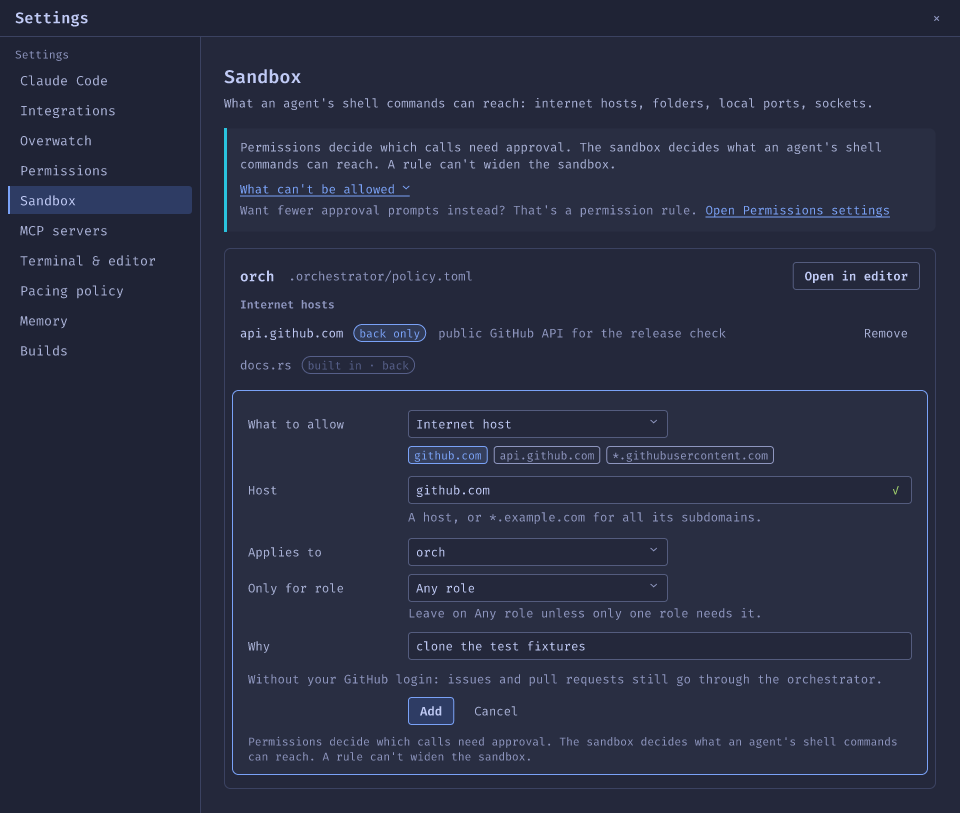 Settings
×
Settings
Claude Code
Integrations
Overwatch
Permissions
Sandbox
MCP servers
Terminal & editor
Pacing policy
Memory
Builds
Sandbox
What an agent's shell commands can reach: internet hosts, folders, local ports, sockets.
Permissions decide which calls need approval. The sandbox decides what an agent's shell
commands can reach. A rule can't widen the sandbox.
What can't be allowed
Want fewer approval prompts instead? That's a permission rule. Open Permissions settings
orch .orchestrator/policy.toml Open in editor
Internet hosts
api.github.com back only public GitHub API for the release check Remove
docs.rs built in · back
What to allow Internet host
github.com api.github.com *.githubusercontent.com
Host github.com √
A host, or *.example.com for all its subdomains.
Applies to orch
Only for role Any role
Leave on Any role unless only one role needs it.
Why clone the test fixtures
Without your GitHub login: issues and pull requests still go through the orchestrator.
Add Cancel
Permissions decide which calls need approval. The sandbox decides what an agent's shell commands
can reach. A rule can't widen the sandbox.